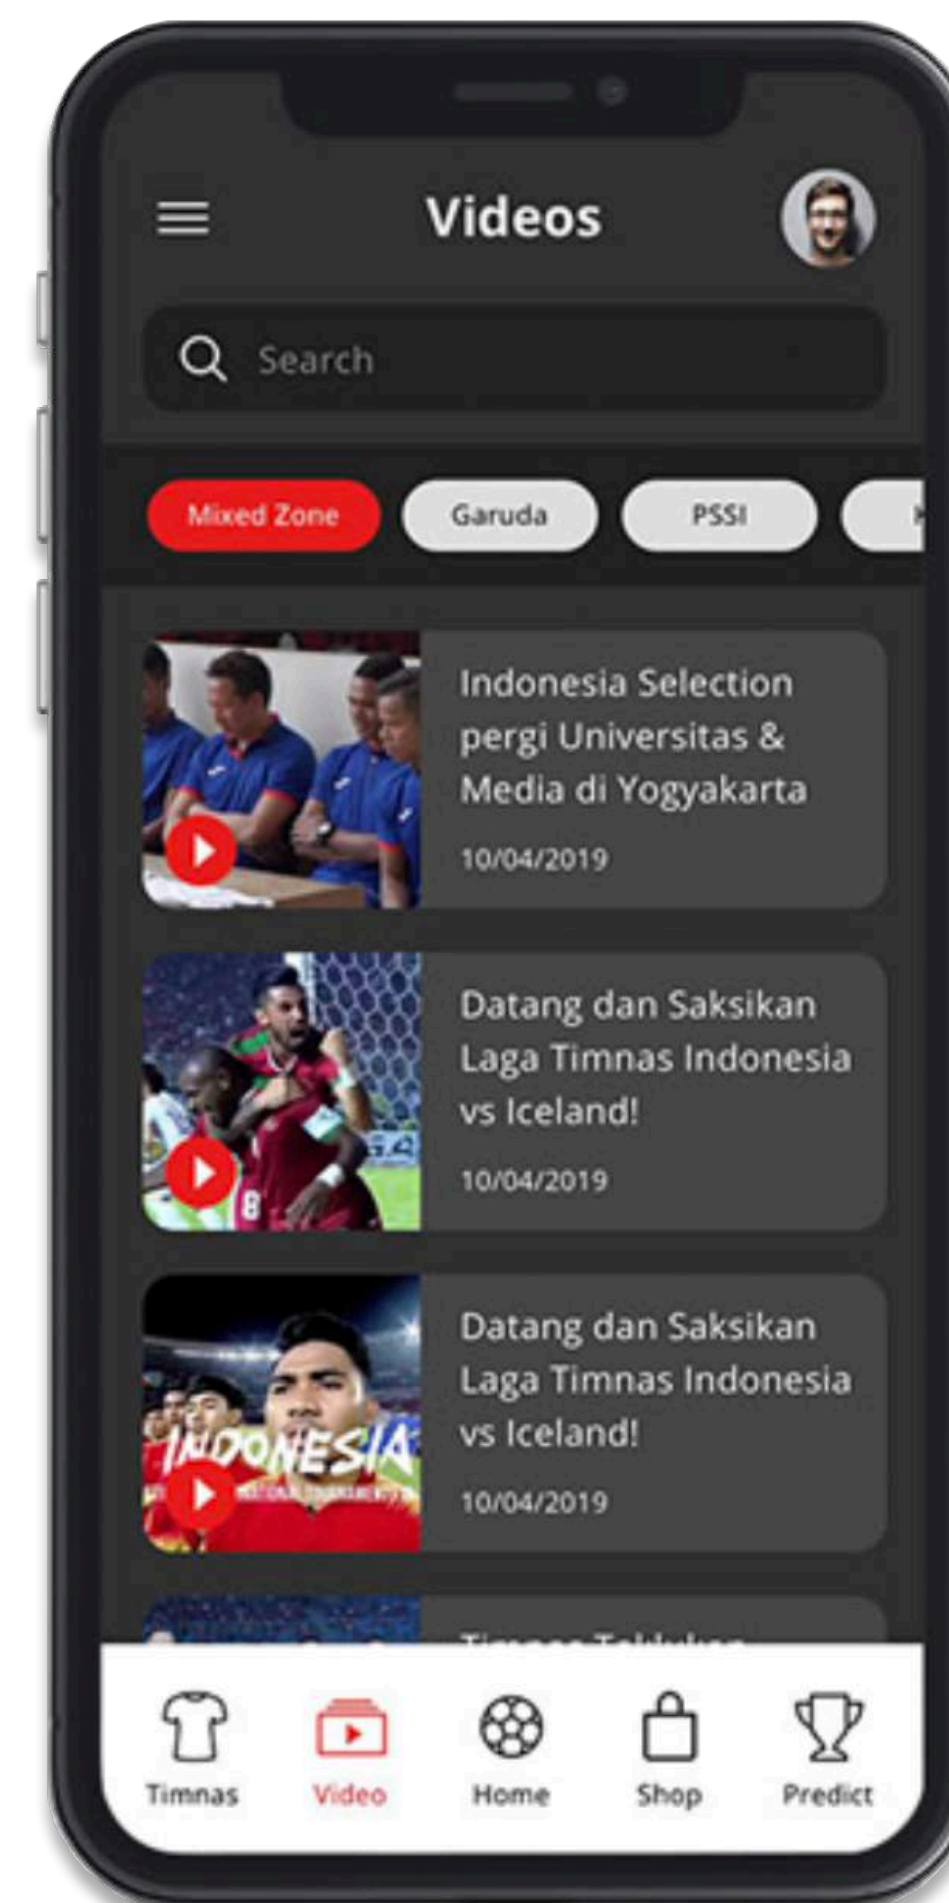 Videos
Search
Mixed Zone
Garuda
PSSI
Indonesia Selection
pergi Universitas &
Media di Yogyakarta
10/04/2019
Datang dan Saksikan
Laga Timnas Indonesia
vs Iceland!
10/04/2019
8
Datang dan Saksikan
Laga Timnas Indonesia
vs Iceland!
10/04/2019
INDONESIA
Timnas
Video
Home
Shop
Predict